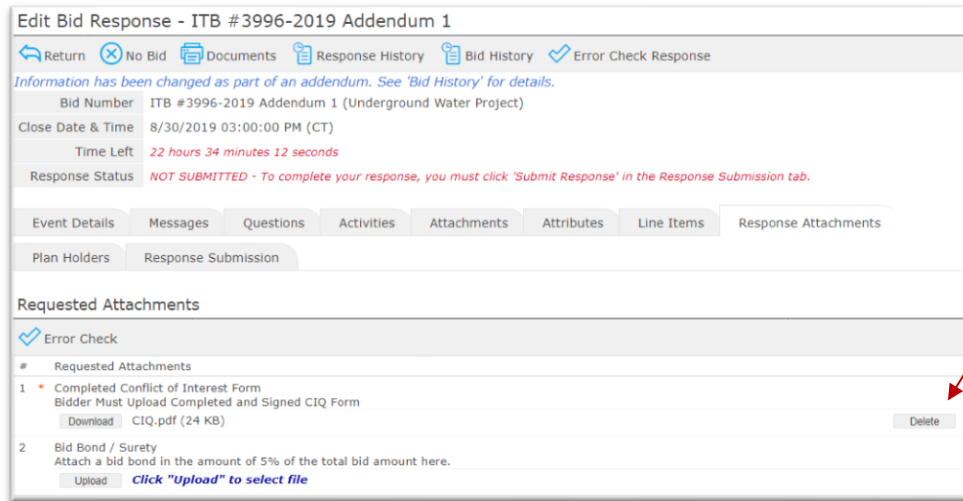 Edit Bid Response - ITB #3996-2019 Addendum 1
Return No Bid Documents Response History Bid History Error Check Response
Information has been changed as part of an addendum. See 'Bid History' for details.
Bid Number ITB #3996-2019 Addendum 1 (Underground Water Project)
Close Date & Time 8/30/2019 03:00:00 PM (CT)
Time Left 22 hours 34 minutes 12 seconds
Response Status NOT SUBMITTED - To complete your response, you must click 'Submit Response' in the Response Submission tab.
Event Details Messages Questions Activities Attachments Attributes Line Items Response Attachments
Plan Holders Response Submission
Requested Attachments
Error Check
# Requested Attachments
1 * Completed Conflict of Interest Form
Bidder Must Upload Completed and Signed CIQ Form
Download CIQ.pdf (24 KB) Delete
2 Bid Bond / Surety
Attach a bid bond in the amount of 5% of the total bid amount here.
Upload Click "Upload" to select file